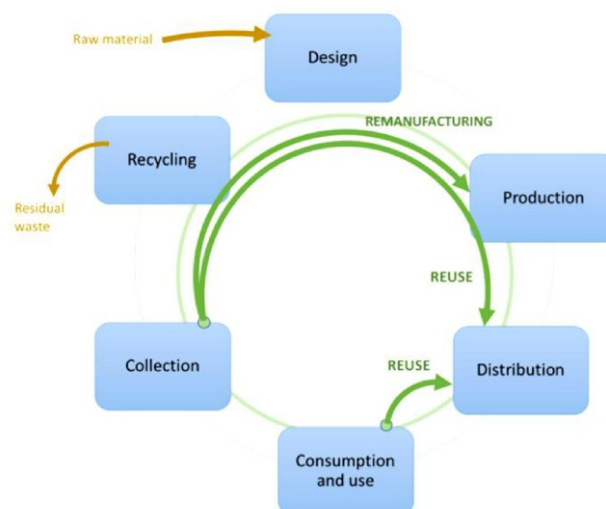 Raw material
Design
REMANUFACTURING
Recycling
Production
Residual
waste
REUSE
Collection
REUSE
Distribution
Consumption
and use